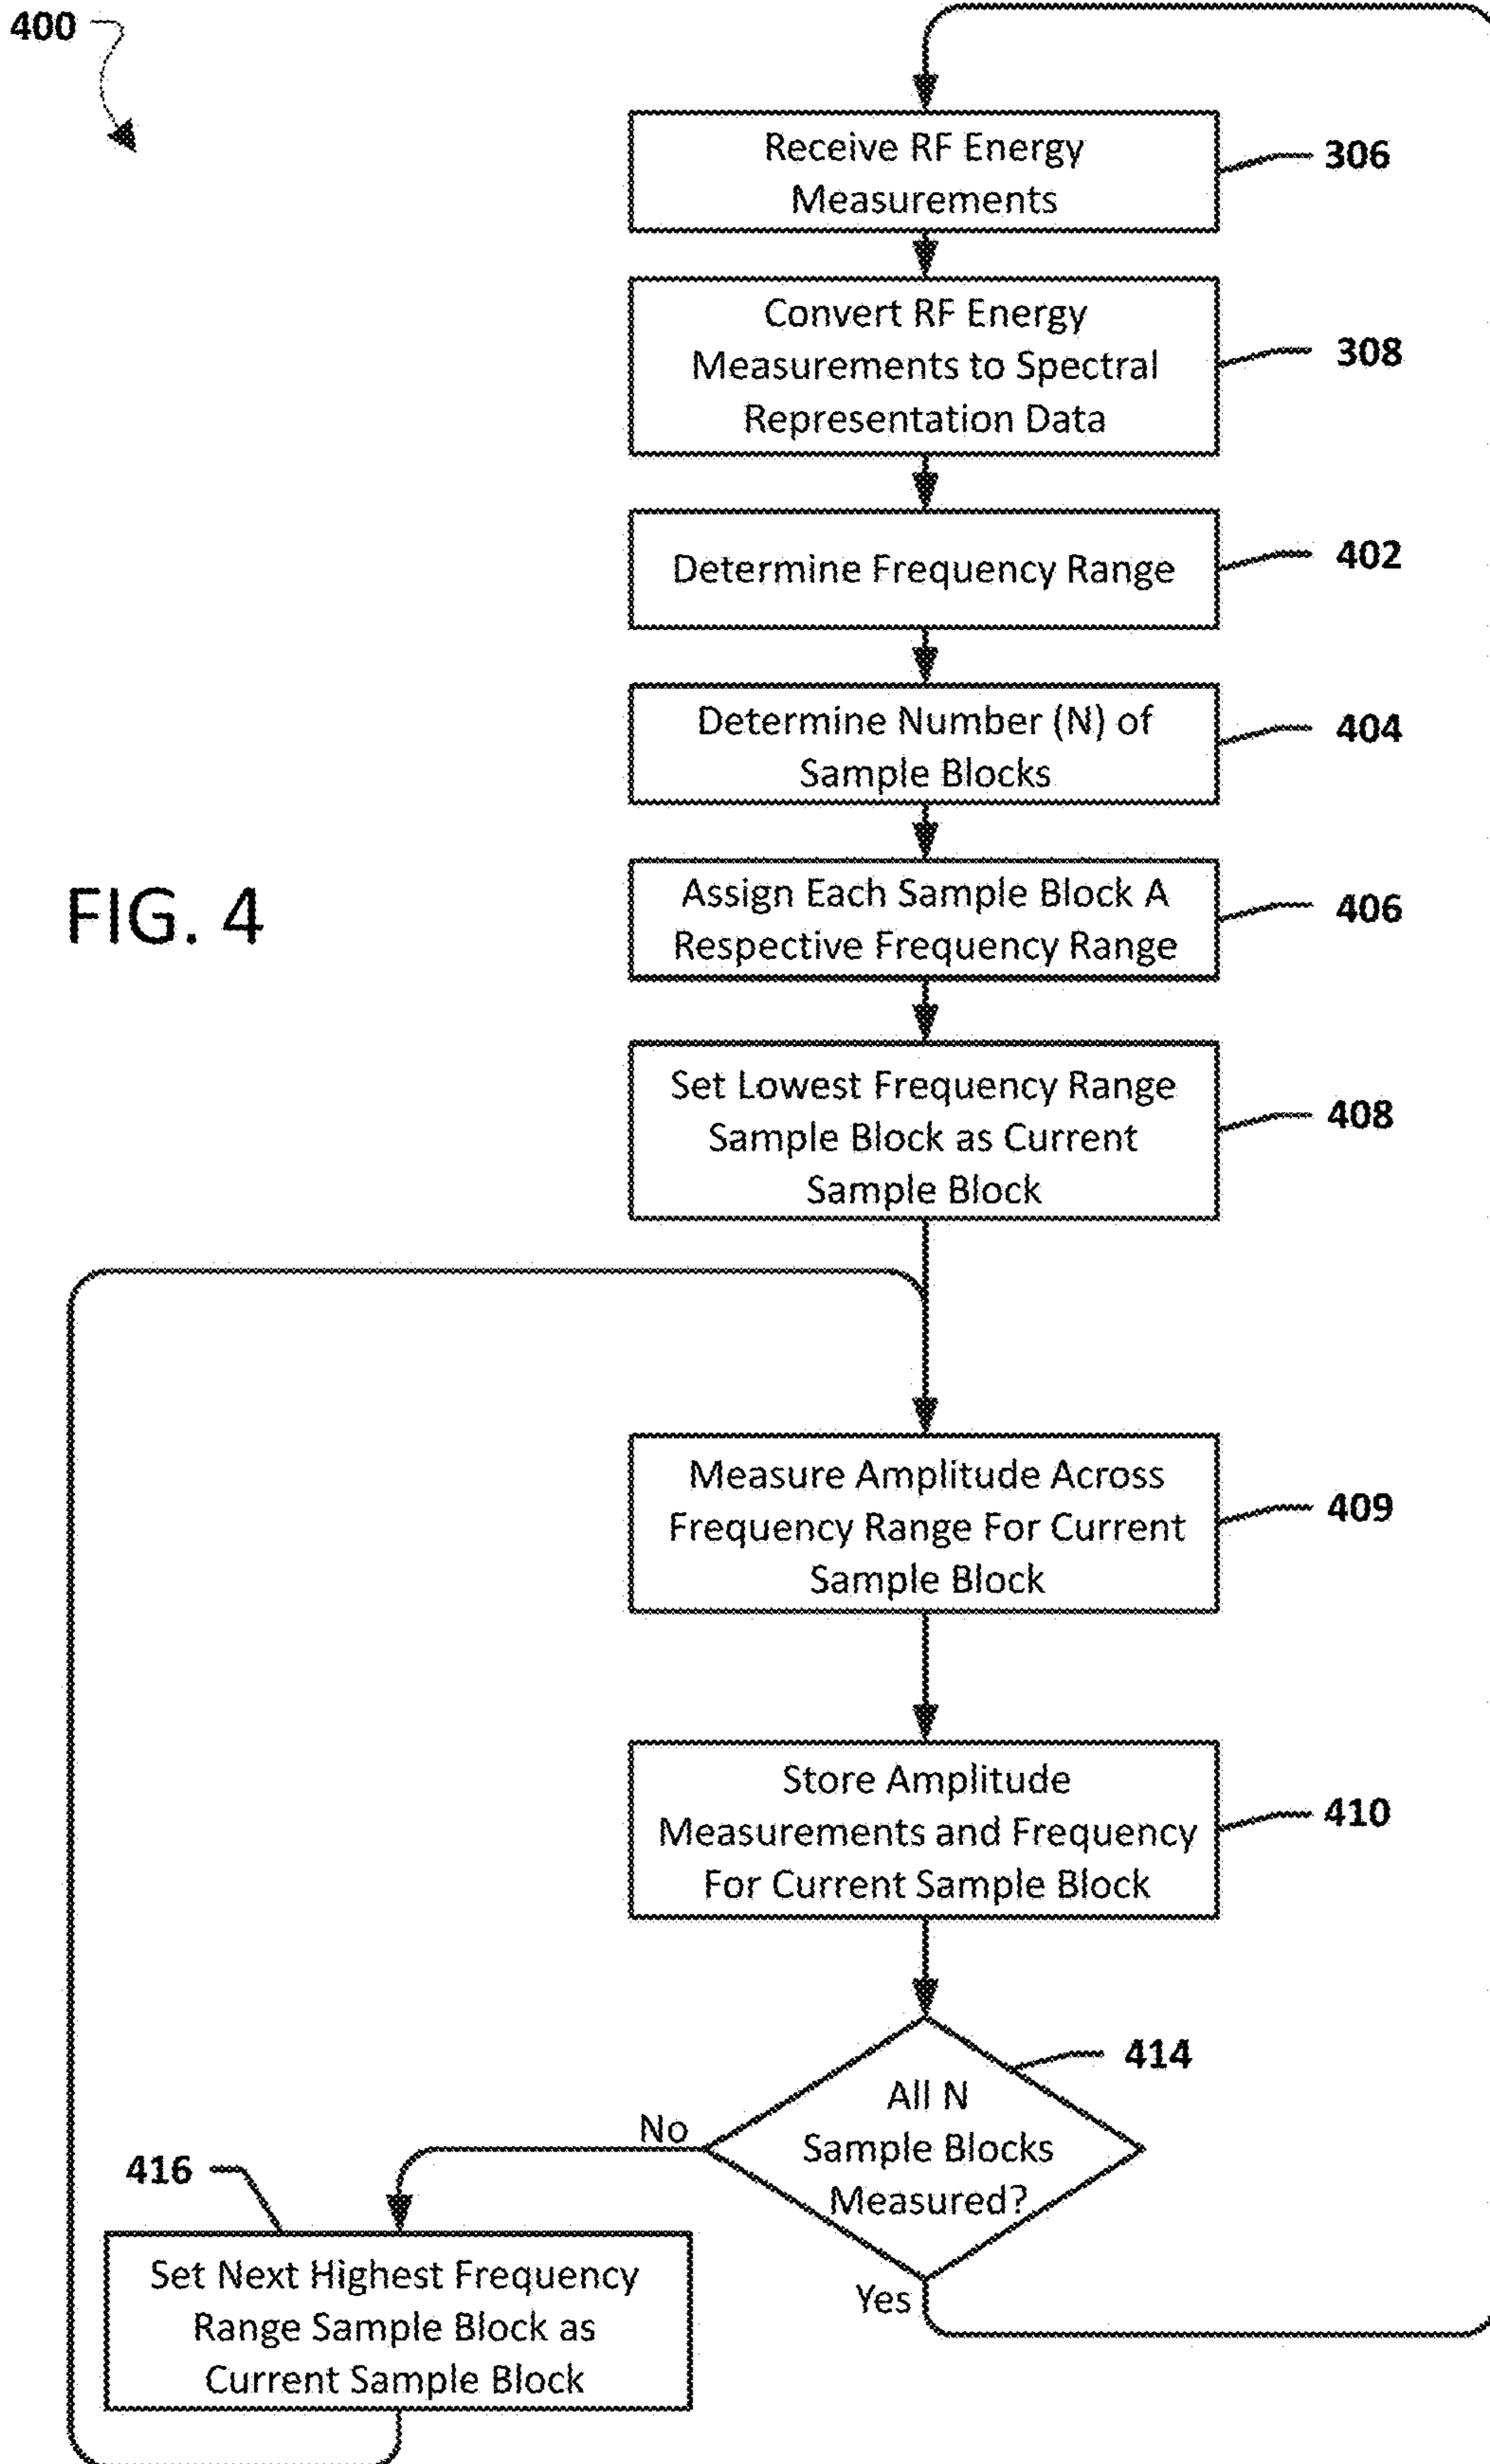 400
Receive RF Energy
Measurements
306
Convert RF Energy
Measurements to Spectral
Representation Data
308
Determine Frequency Range
402
Determine Number (N) of
Sample Blocks
404
FIG. 4
Assign Each Sample Block A
Respective Frequency Range
406
Set Lowest Frequency Range
Sample Block as Current
Sample Block
408
Measure Amplitude Across
Frequency Range For Current
Sample Block
409
Store Amplitude
Measurements and Frequency
For Current Sample Block
410
All N
Sample Blocks
Measured?
414
No
Yes
416
Set Next Highest Frequency
Range Sample Block as
Current Sample Block